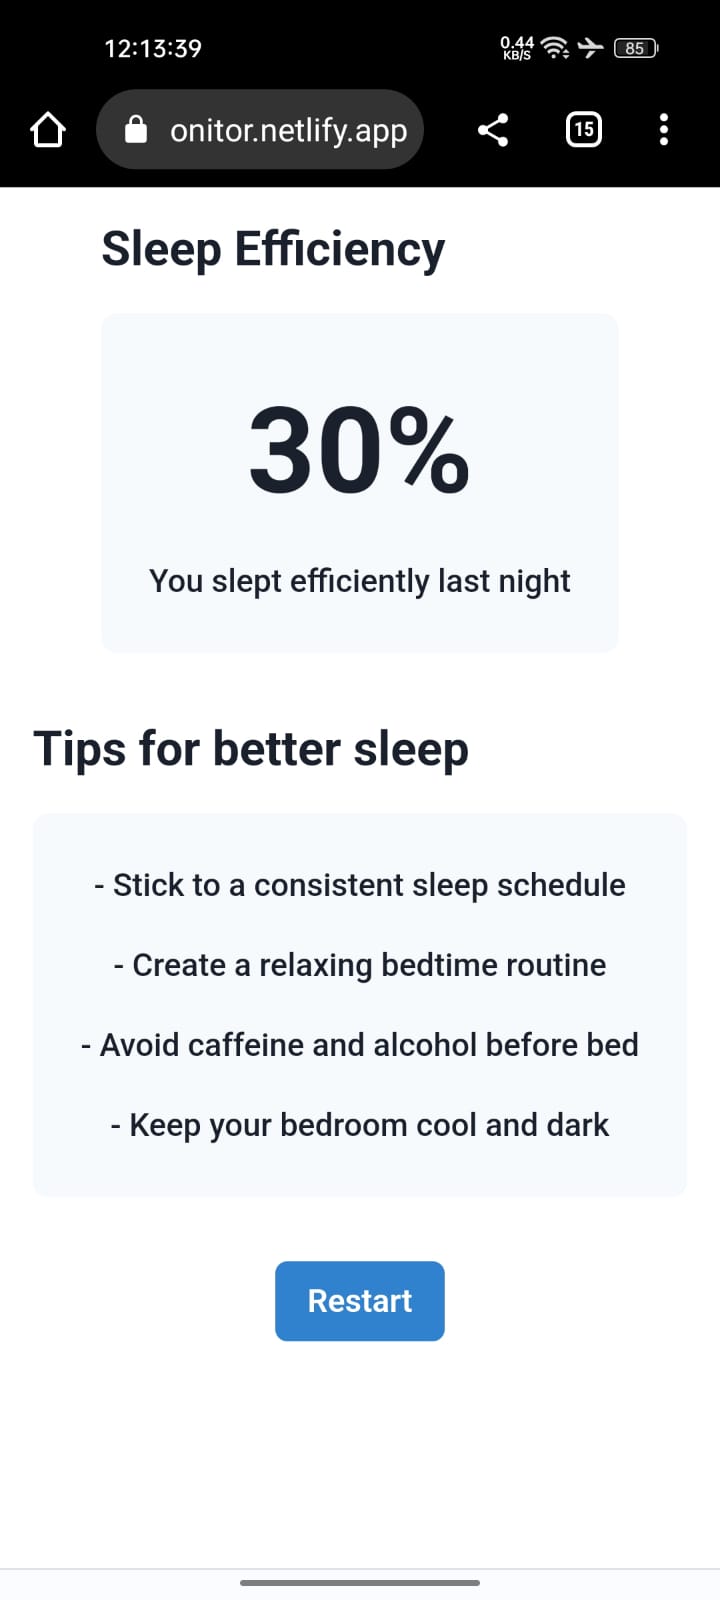 12:13:39
0.44
KB/S
85
onitor.netlify.app
15
Sleep Efficiency
30%
You slept efficiently last night
Tips for better sleep
- Stick to a consistent sleep schedule
- Create a relaxing bedtime routine
- Avoid caffeine and alcohol before bed
- Keep your bedroom cool and dark
Restart